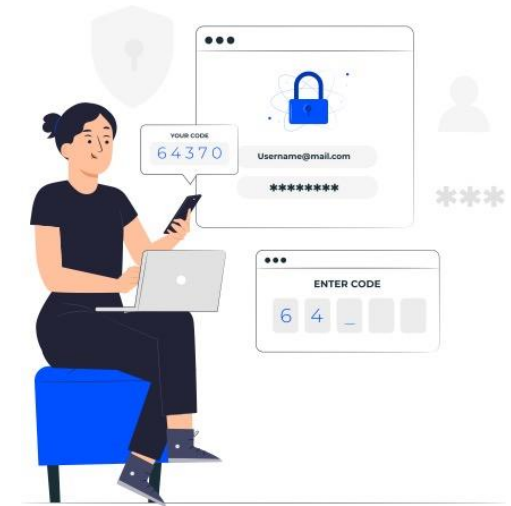 YOUR CODE
64370
Username@mail.com
********
***
ENTER CODE
6 4 _